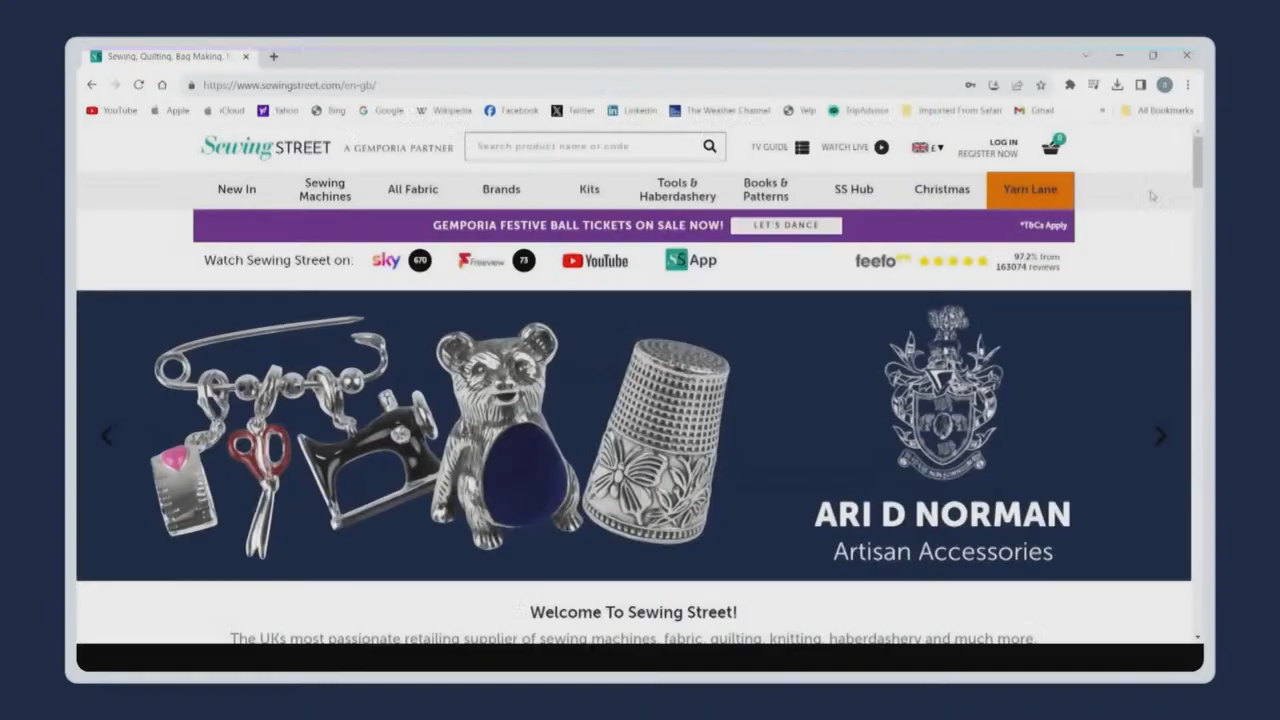 Sewing, Quilting, Bag Making,
https://www.sewingstreet.com/en-gb/
YouTube Apple iCloud Yahoo Bing Google Wikipedia Facebook Twitter LinkedIn The Weather Channel Yelp TripAdvisor Imported From Safari Gmail » All Bookmarks
Sewing STREET A GEMPORIA PARTNER Search product name or code TV GUIDE WATCH LIVE £ LOG IN 0
REGISTER NOW
New In Sewing Machines All Fabric Brands Kits Tools & Haberdashery Books & Patterns SS Hub Christmas Yarn Lane
GEMPORIA FESTIVE BALL TICKETS ON SALE NOW! LET'S DANCE *T&Cs Apply
Watch Sewing Street on: sky 670 Freeview 73 YouTube SS App feefo 97.2% from
163074 reviews
ARI D NORMAN
Artisan Accessories
Welcome To Sewing Street!
The UKs most passionate retailing supplier of sewing machines, fabric, quilting, knitting, haberdashery and much more.